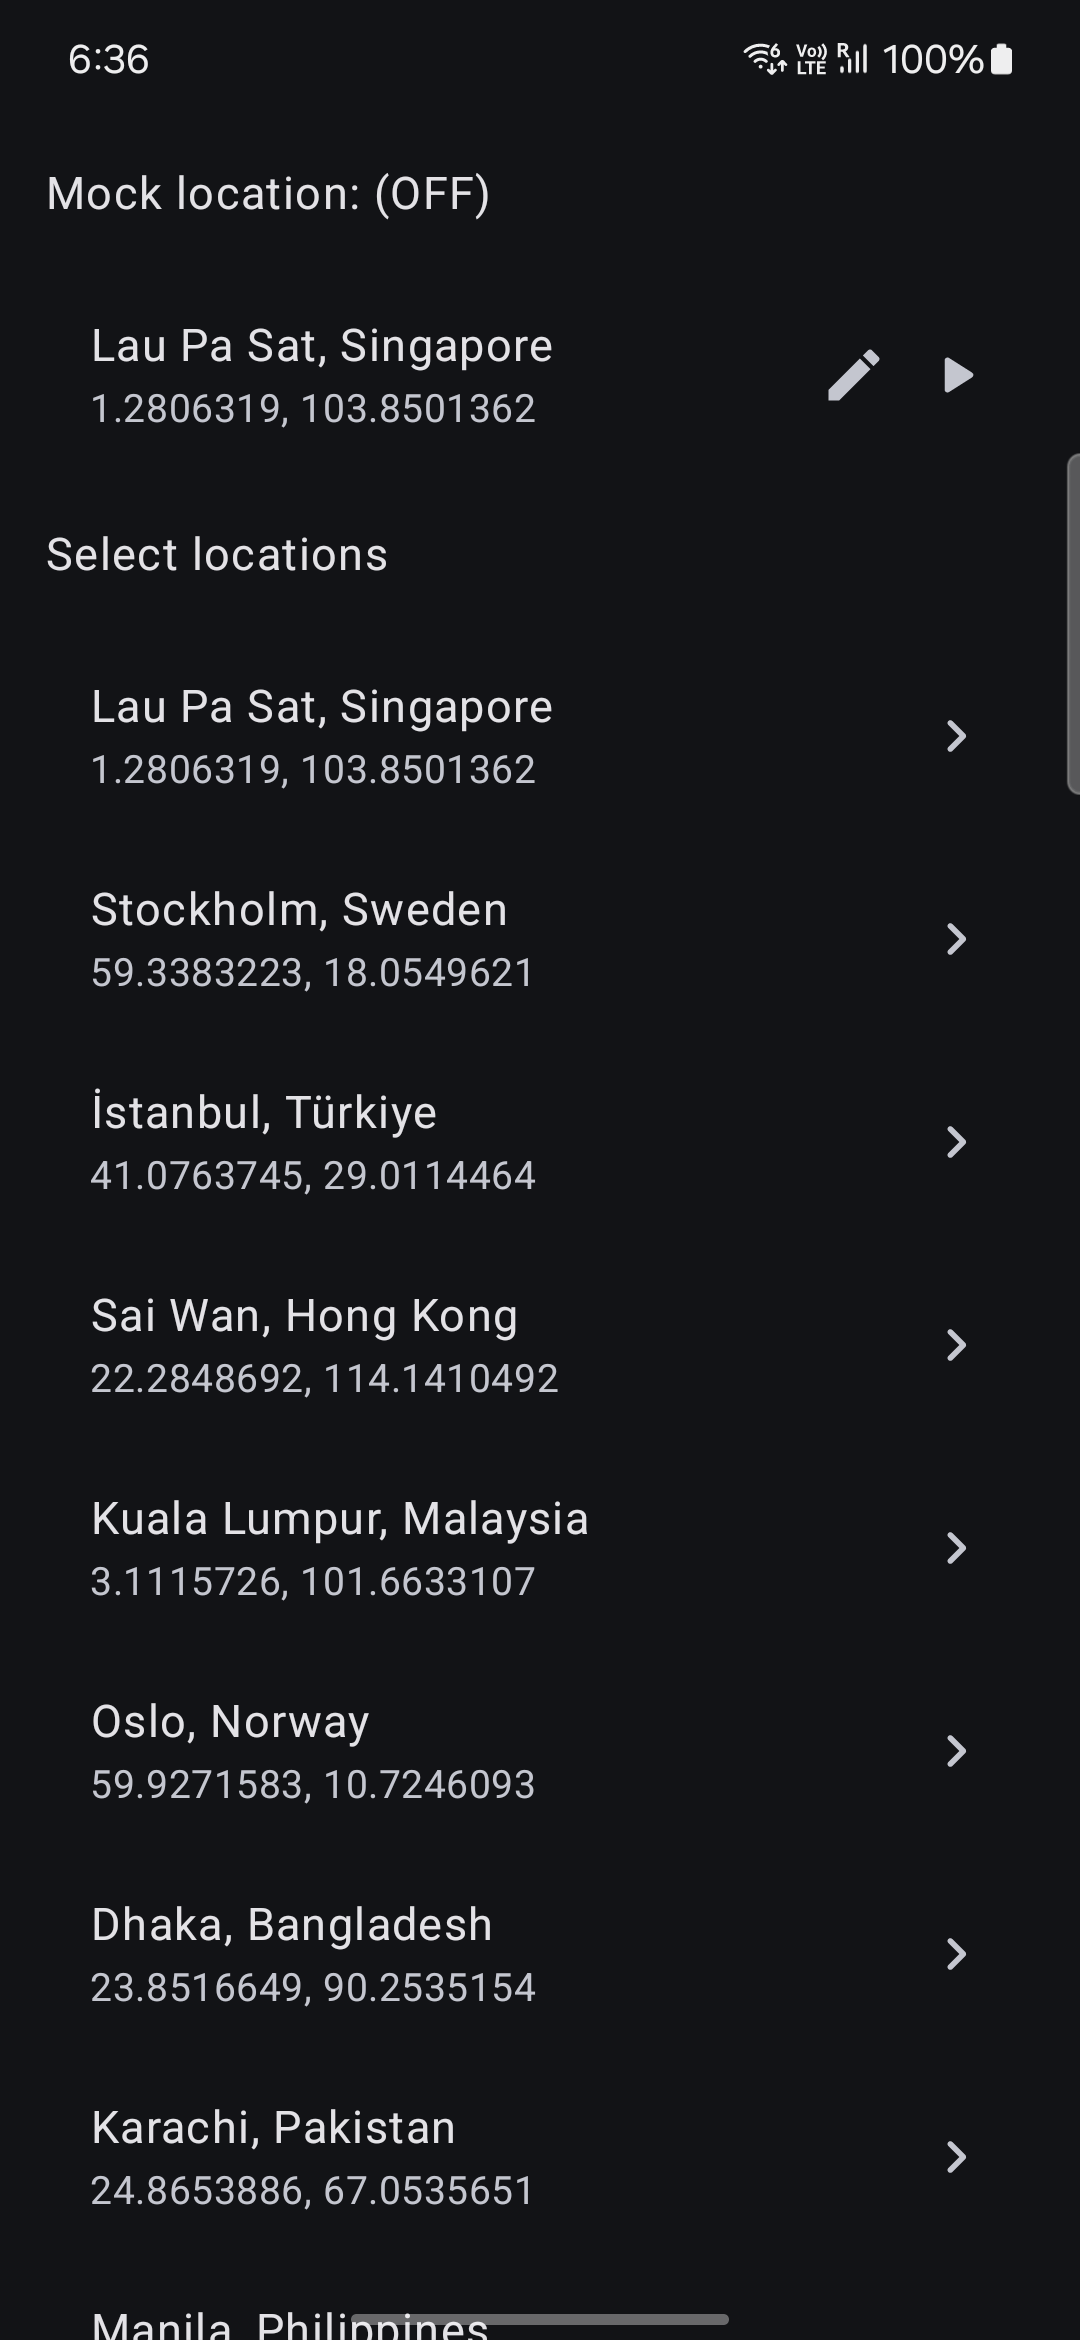 6:36
6 Vo)) LTE R 100%
Mock location: (OFF)
Lau Pa Sat, Singapore
1.2806319, 103.8501362
Select locations
Lau Pa Sat, Singapore
1.2806319, 103.8501362
Stockholm, Sweden
59.3383223, 18.0549621
İstanbul, Türkiye
41.0763745, 29.0114464
Sai Wan, Hong Kong
22.2848692, 114.1410492
Kuala Lumpur, Malaysia
3.1115726, 101.6633107
Oslo, Norway
59.9271583, 10.7246093
Dhaka, Bangladesh
23.8516649, 90.2535154
Karachi, Pakistan
24.8653886, 67.0535651
Manila, Philippines